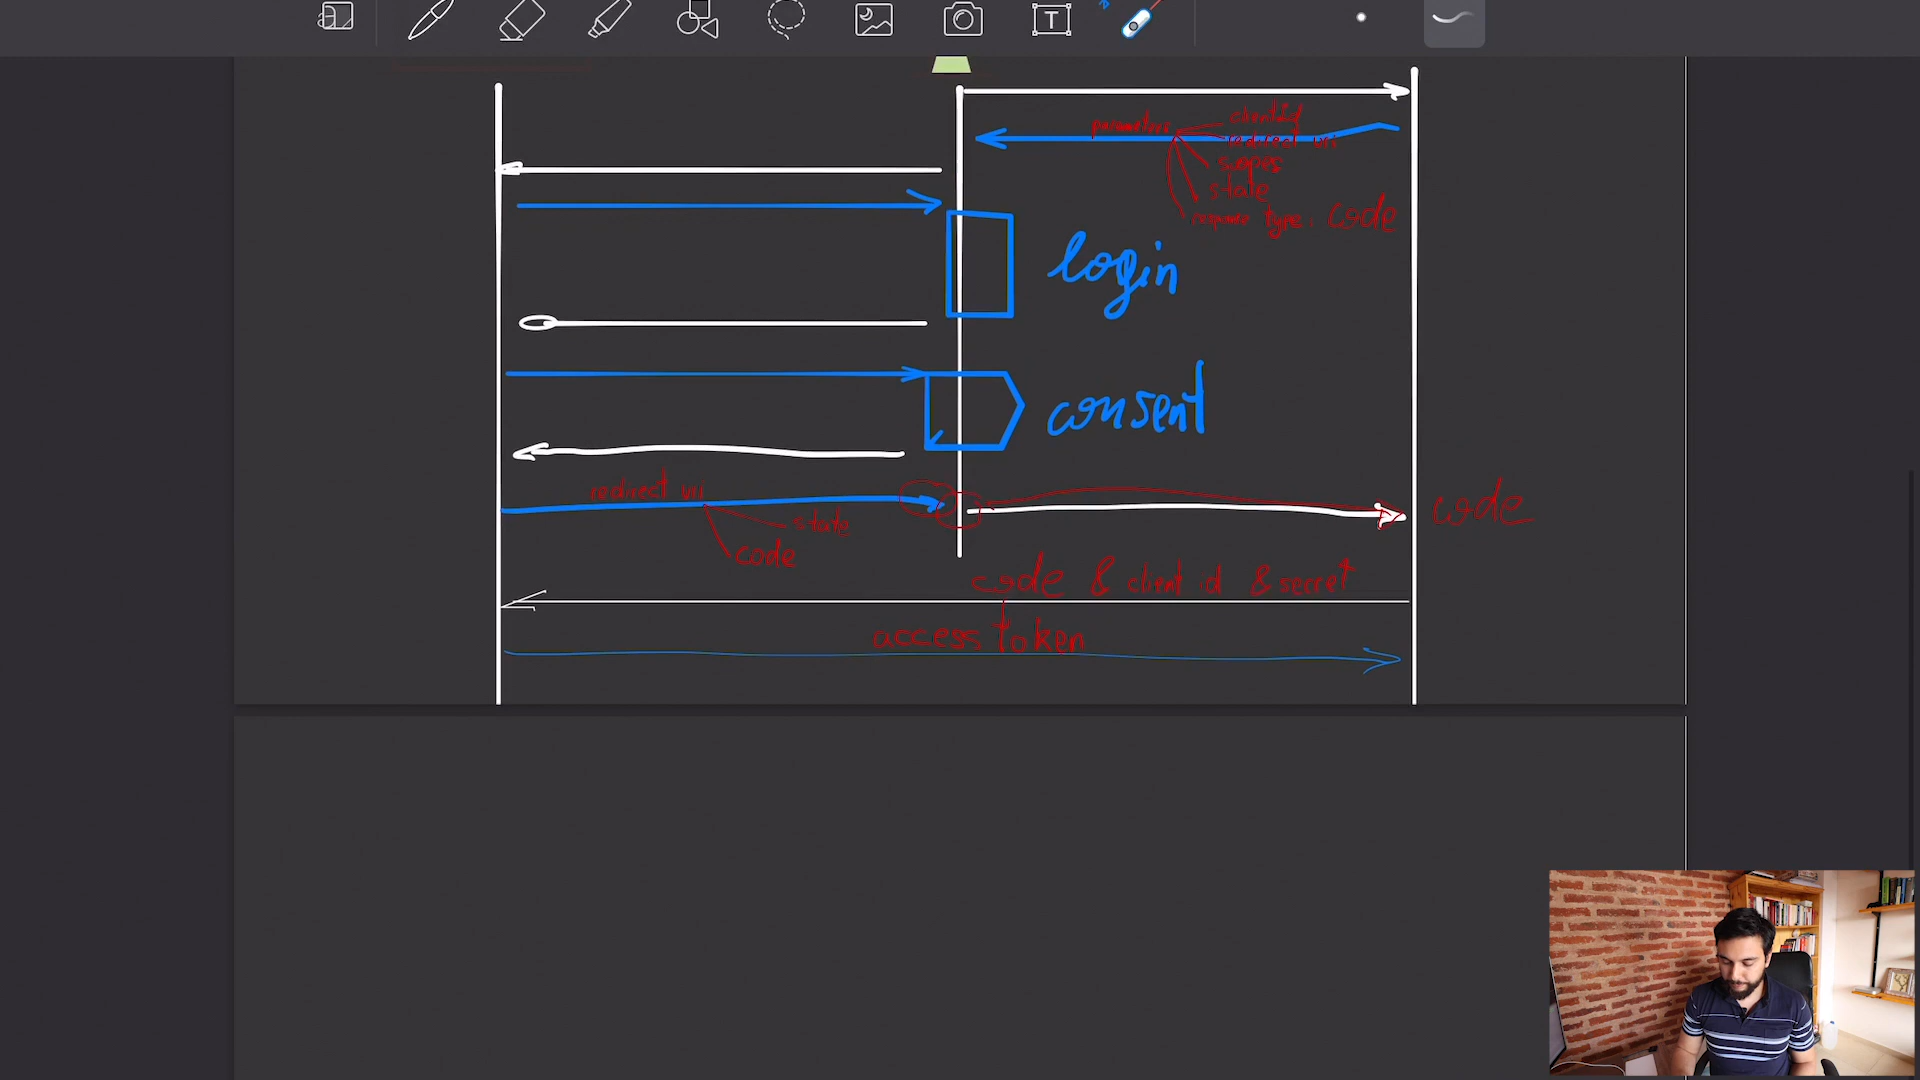 T
parameters
client id
redirect uri
scopes
state
response type: code
login
consent
redirect uri
state
code
code
code & client id & secret
access token